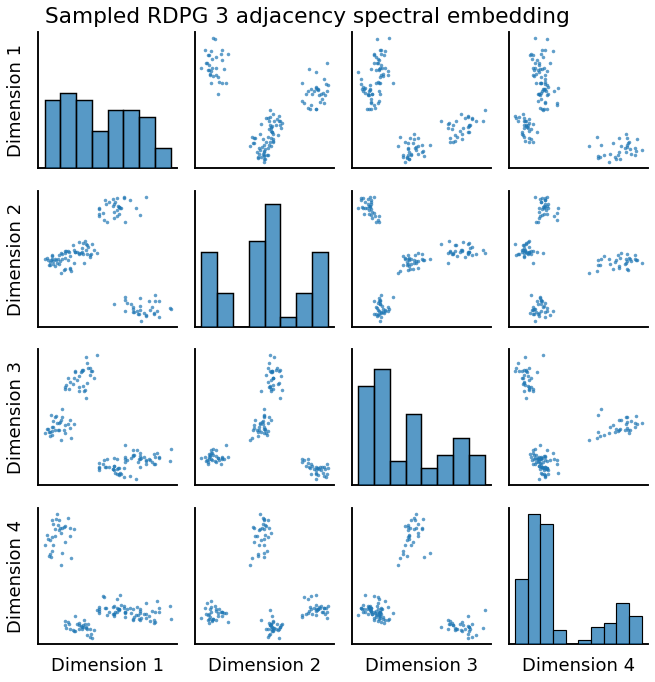 Sampled RDPG 3 adjacency spectral embedding
Dimension 1
Dimension 2
Dimension 3
Dimension 4
Dimension 1 Dimension 2 Dimension 3 Dimension 4